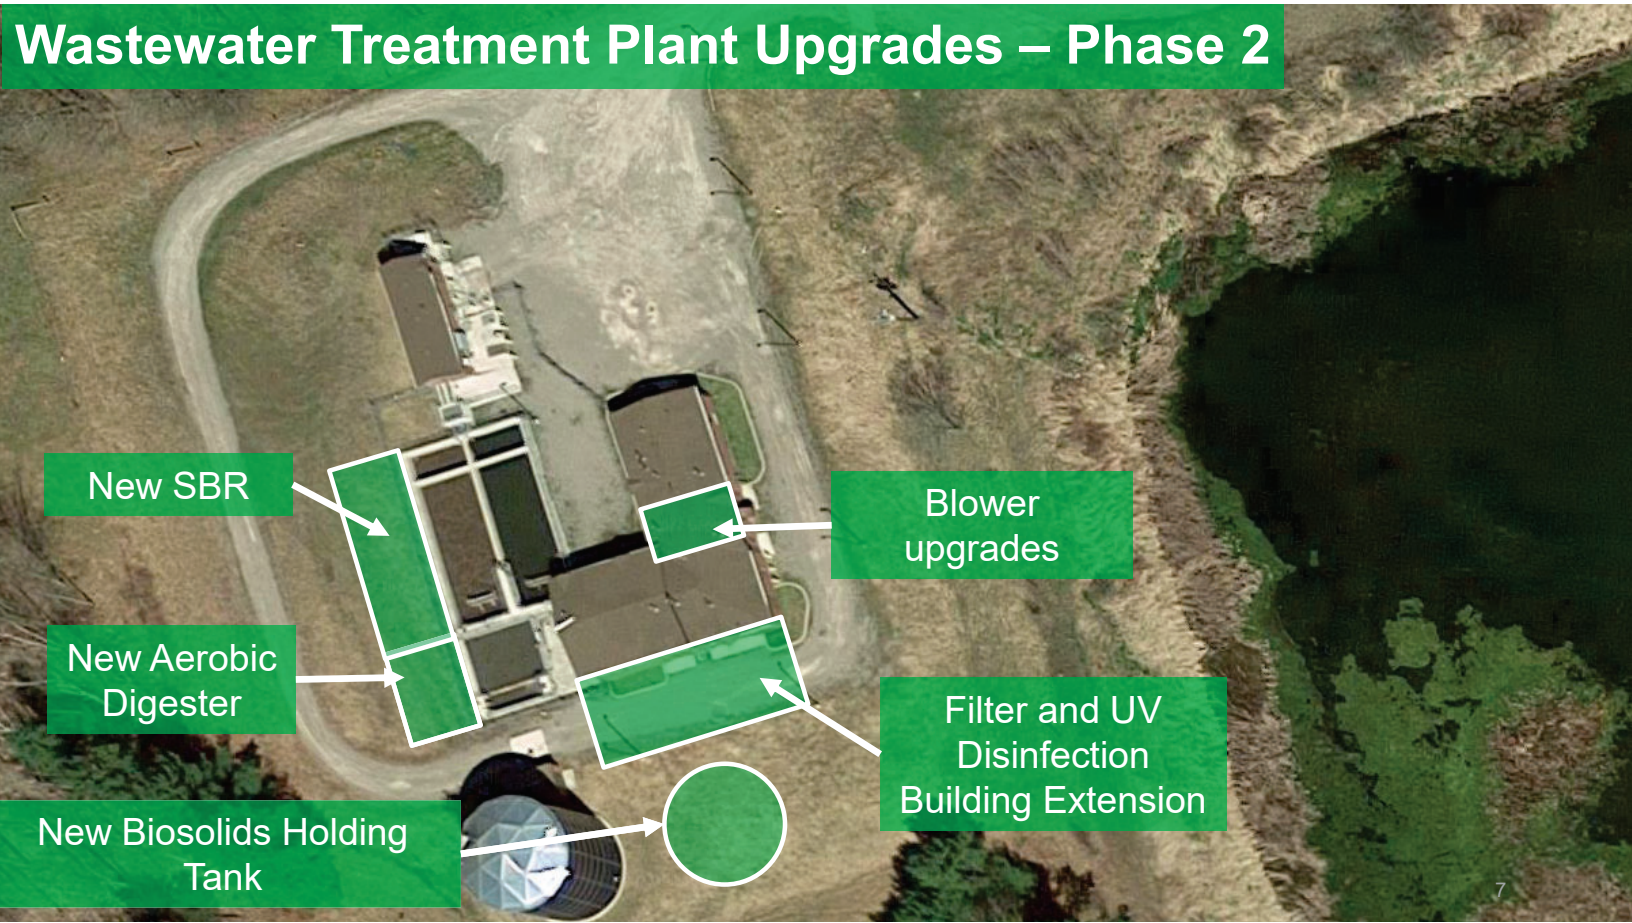 Wastewater Treatment Plant Upgrades – Phase 2
New SBR
Blower
upgrades
New Aerobic
Digester
Filter and UV
Disinfection
Building Extension
New Biosolids Holding
Tank
7